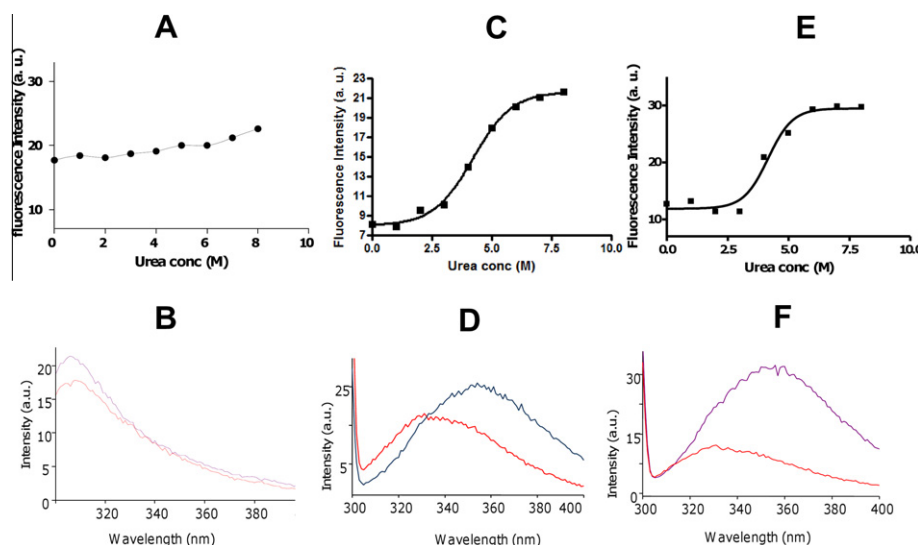 A
fluorescence Intensity (a. u.)
30
20
10
0 2 4 6 8 10
Urea conc (M)
C
Fluorescence Intensity (a. u.)
23
21
19
17
15
13
11
9
7
0.0 2.5 5.0 7.5 10.0
Urea conc (M)
E
Fluorescence Intensity (a. u.)
30
20
10
0.0 2.5 5.0 7.5 10.0
Urea conc (M)
B
Intensity (a.u.)
20
15
10
5
0
320 340 360 380
Wavelength (nm)
D
Intensity (a.u.)
25
5
300 320 340 360 380 400
Wavelength (nm)
F
Intensity (a.u.)
30
15
0
300 320 340 360 380 400
Wavelength (nm)